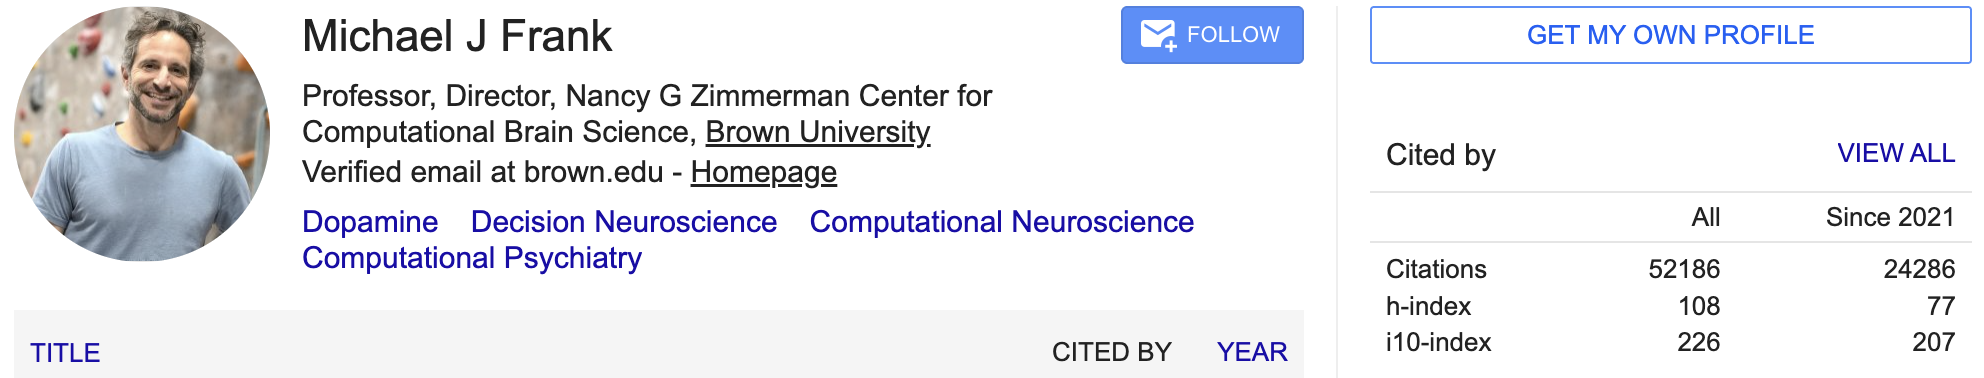 Michael J Frank
FOLLOW
Professor, Director, Nancy G Zimmerman Center for
Computational Brain Science, Brown University
Verified email at brown.edu - Homepage
Dopamine Decision Neuroscience Computational Neuroscience
Computational Psychiatry
TITLE CITED BY YEAR
GET MY OWN PROFILE
Cited by VIEW ALL
All Since 2021
Citations 52186 24286
h-index 108 77
i10-index 226 207